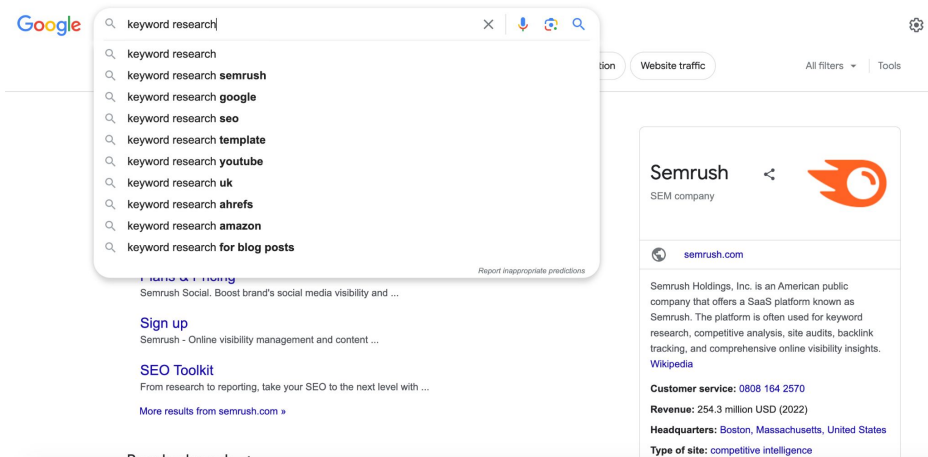 Google
keyword research
keyword research
keyword research semrush
keyword research google
keyword research seo
keyword research template
keyword research youtube
keyword research uk
keyword research ahrefs
keyword research amazon
keyword research for blog posts
Report inappropriate predictions
tion
Website traffic
All filters
Tools
Plans & Pricing
Semrush Social. Boost brand's social media visibility and ...
Sign up
Semrush - Online visibility management and content ...
SEO Toolkit
From research to reporting, take your SEO to the next level with ...
More results from semrush.com »
Semrush
SEM company
semrush.com
Semrush Holdings, Inc. is an American public
company that offers a SaaS platform known as
Semrush. The platform is often used for keyword
research, competitive analysis, site audits, backlink
tracking, and comprehensive online visibility insights.
Wikipedia
Customer service: 0808 164 2570
Revenue: 254.3 million USD (2022)
Headquarters: Boston, Massachusetts, United States
Type of site: competitive intelligence